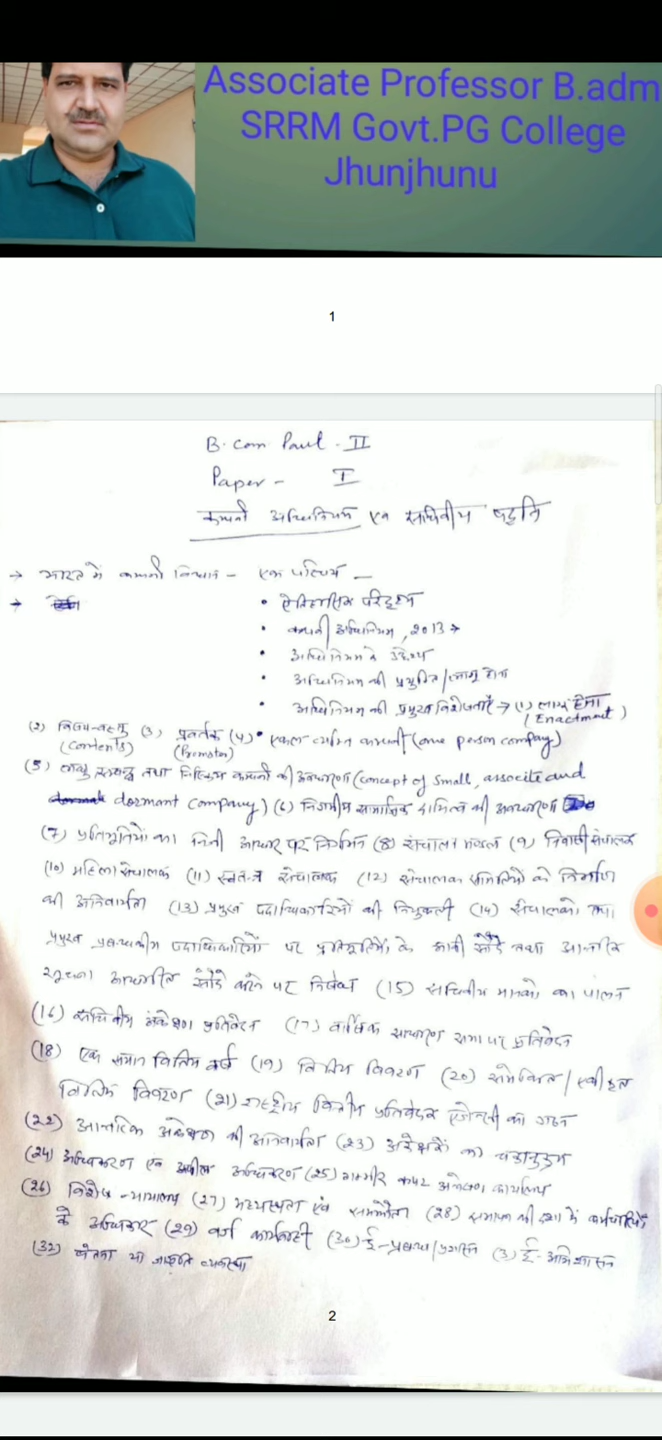 Associate Professor B.adm
SRRM Govt.PG College
Jhunjhunu
1
B. com Part - II
Paper - I
कम्पनी अधिनियम एवं सचिवीय पद्धति
→ भारत में कम्पनी विधान - एक परिचय -
→ • ऐतिहासिक परिदृश्य
• कम्पनी अधिनियम, 2013 →
• अधिनियम के उद्देश्य
• अधिनियम की प्रभुति / लागू होना
• अधिनियम की प्रमुख विशेषताएँ → (1) लागू होना
(Enactment)
(2) विषय-वस्तु (3) प्रवर्तक (4) • एकल व्यक्ति कम्पनी (one person company)
(Contents) (Promoter)
(5) लघु सम्बद्ध तथा निष्क्रिय कम्पनी की अवधारणा (concept of small, associte and
dormant company) (6) निगमीय सामाजिक दायित्व की अवधारणा
(7) प्रतिभूतियों का निजी आधार पर निर्गमन (8) संचालक मण्डल (9) निवासी संचालक
(10) महिला संचालक (11) स्वतन्त्र संचालक (12) संचालक समितियों के निर्माण
की अनिवार्यता (13) प्रमुख पदाधिकारियों की नियुक्ती (14) संचालकों तथा
प्रमुख प्रबन्धकीय पदाधिकारियों पर प्रतिभूतियों के भावी सौदे तथा आन्तरिक
सूचना आधारित सौदे करने पर निषेध (15) सचिवीय मानकों का पालन
(16) सचिवीय अंकेक्षण प्रतिवेदन (17) वार्षिक साधारण सभा पर प्रतिवेदन
(18) एक समान वित्तिय वर्ष (19) वित्तीय विवरण (20) समेकित / एकीकृत
वित्तिय विवरण (21) राष्ट्रीय वित्तीय प्रतिवेदन एजेन्सी का गठन
(22) आन्तरिक अंकेक्षण की अनिवार्यता (23) अंकेक्षकों का चक्रानुक्रम
(24) अधिकरण एवं अपील अधिकरण (25) गम्भीर कपट अन्वेषण कार्यालय
(26) विशेष न्यायालय (27) मध्यस्थता एवं समझौता (28) समापन की दशा में कर्मचारियों
के अधिकार (29) वर्ग कार्यवाही (30) ई-प्रबन्ध / प्रशासन (31) ई-अभिशासन
(32) चेतना या जाकृति व्यवस्था
2